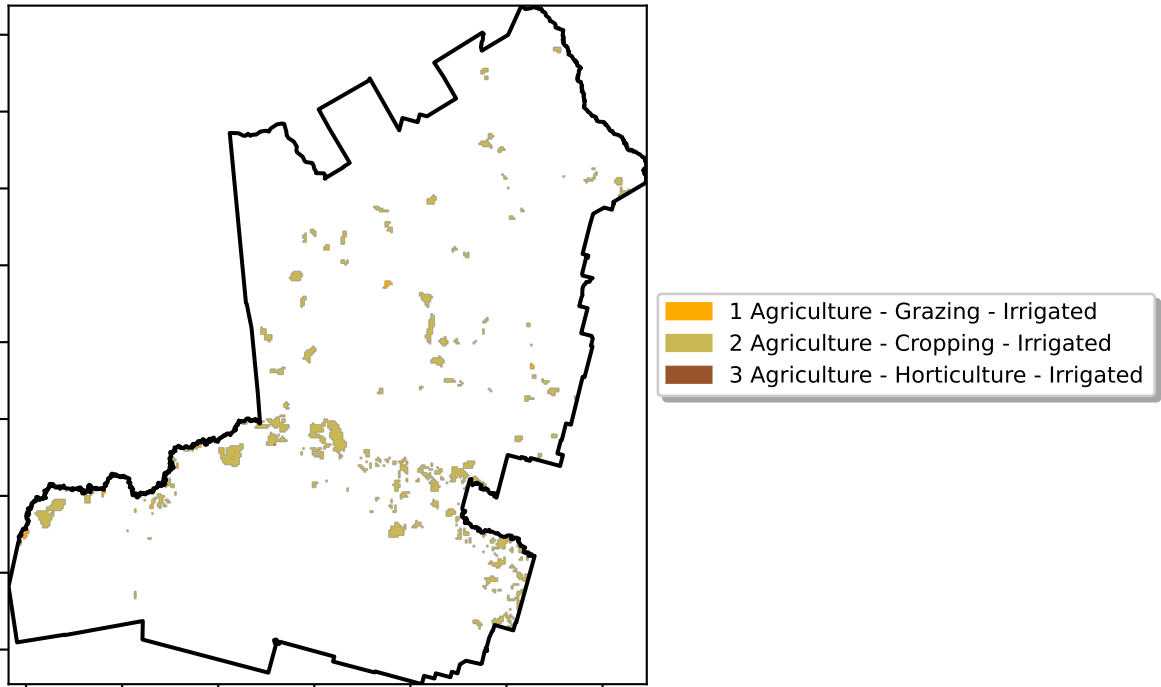 1 Agriculture - Grazing - Irrigated
2 Agriculture - Cropping - Irrigated
3 Agriculture - Horticulture - Irrigated